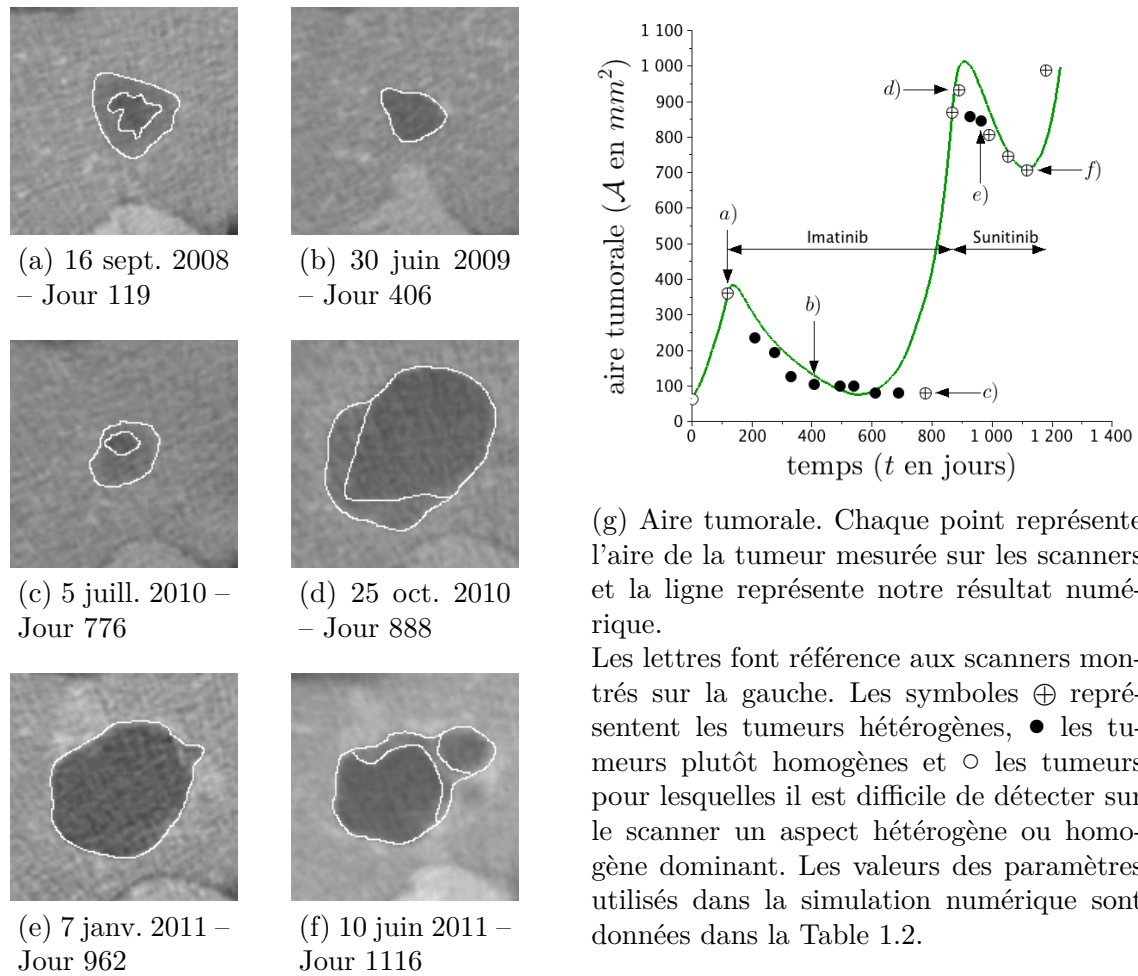 (a) 16 sept. 2008
– Jour 119
(b) 30 juin 2009
– Jour 406
(c) 5 juill. 2010 –
Jour 776
(d) 25 oct. 2010
– Jour 888
(e) 7 janv. 2011 –
Jour 962
(f) 10 juin 2011 –
Jour 1116
aire tumorale (𝒜 en mm²)
1 100
1 000
900
800
700
600
500
400
300
200
100
0
d)
e)
f)
a)
Imatinib
Sunitinib
b)
c)
0 200 400 600 800 1 000 1 200 1 400
temps (t en jours)
(g) Aire tumorale. Chaque point représente
l'aire de la tumeur mesurée sur les scanners
et la ligne représente notre résultat numé-
rique.
Les lettres font référence aux scanners mon-
trés sur la gauche. Les symboles ⊕ repré-
sentent les tumeurs hétérogènes, ● les tu-
meurs plutôt homogènes et ○ les tumeurs
pour lesquelles il est difficile de détecter sur
le scanner un aspect hétérogène ou homo-
gène dominant. Les valeurs des paramètres
utilisés dans la simulation numérique sont
données dans la Table 1.2.